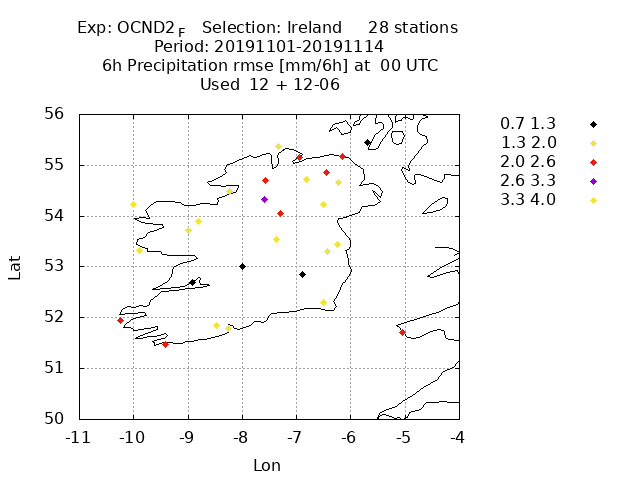 Exp: OCND2 F Selection: Ireland 28 stations
Period: 20191101-20191114
6h Precipitation rmse [mm/6h] at 00 UTC
Used 12 + 12-06
0.7 1.3
1.3 2.0
2.0 2.6
2.6 3.3
3.3 4.0
56
55
54
53
52
51
50
Lat
-11 -10 -9 -8 -7 -6 -5 -4
Lon